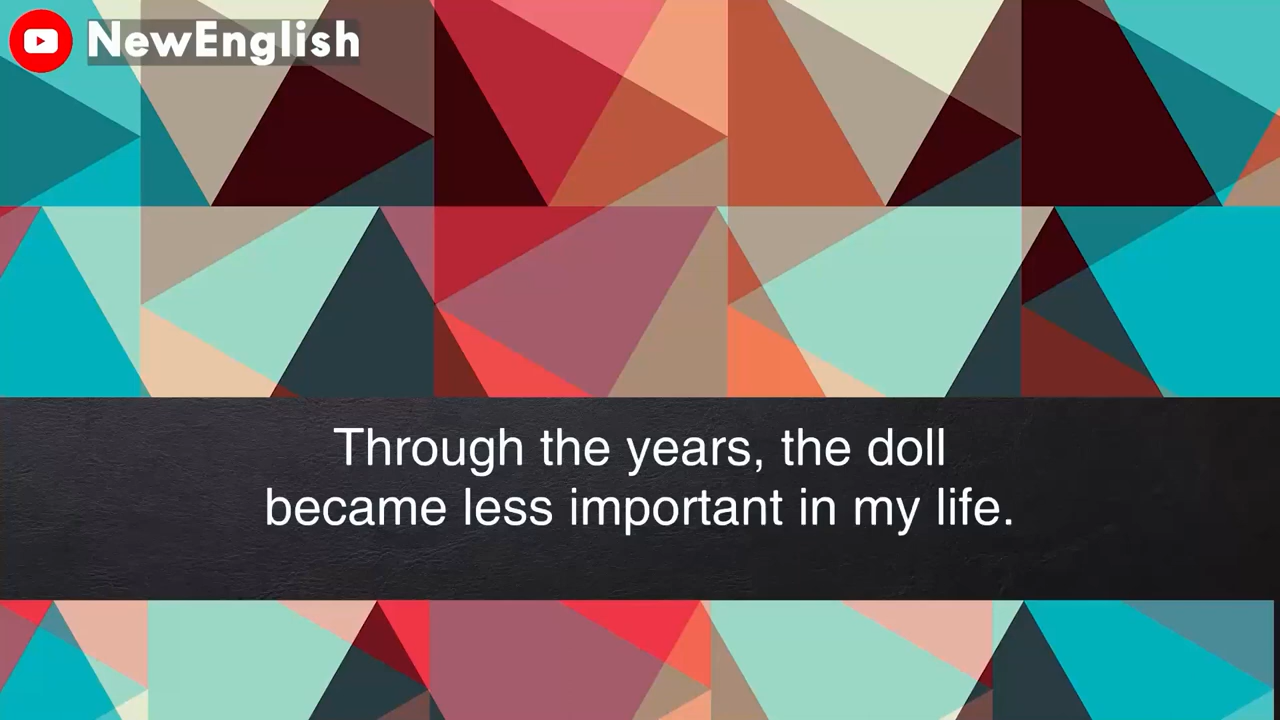 NewEnglish
Through the years, the doll
became less important in my life.